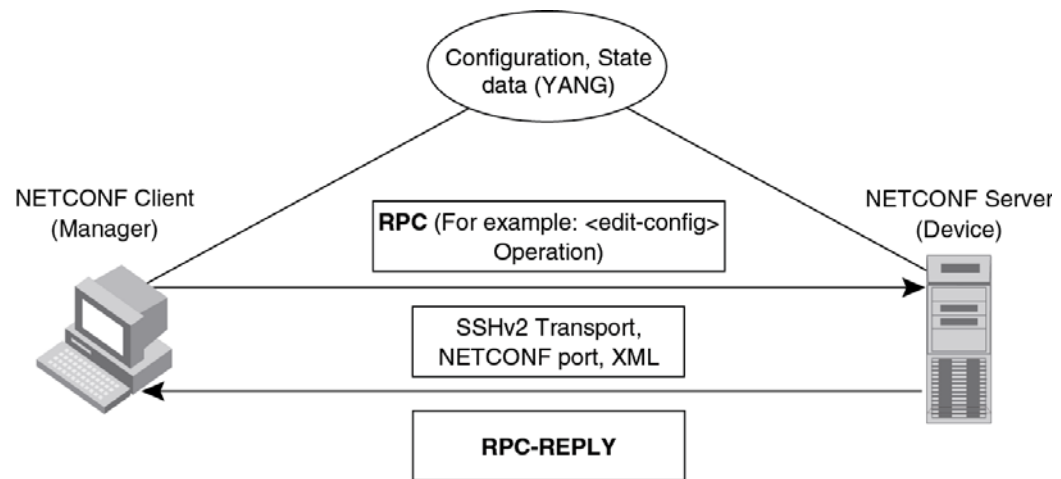 Configuration, State
data (YANG)
NETCONF Client
(Manager)
NETCONF Server
(Device)
RPC (For example: <edit-config>
Operation)
SSHv2 Transport,
NETCONF port, XML
RPC-REPLY